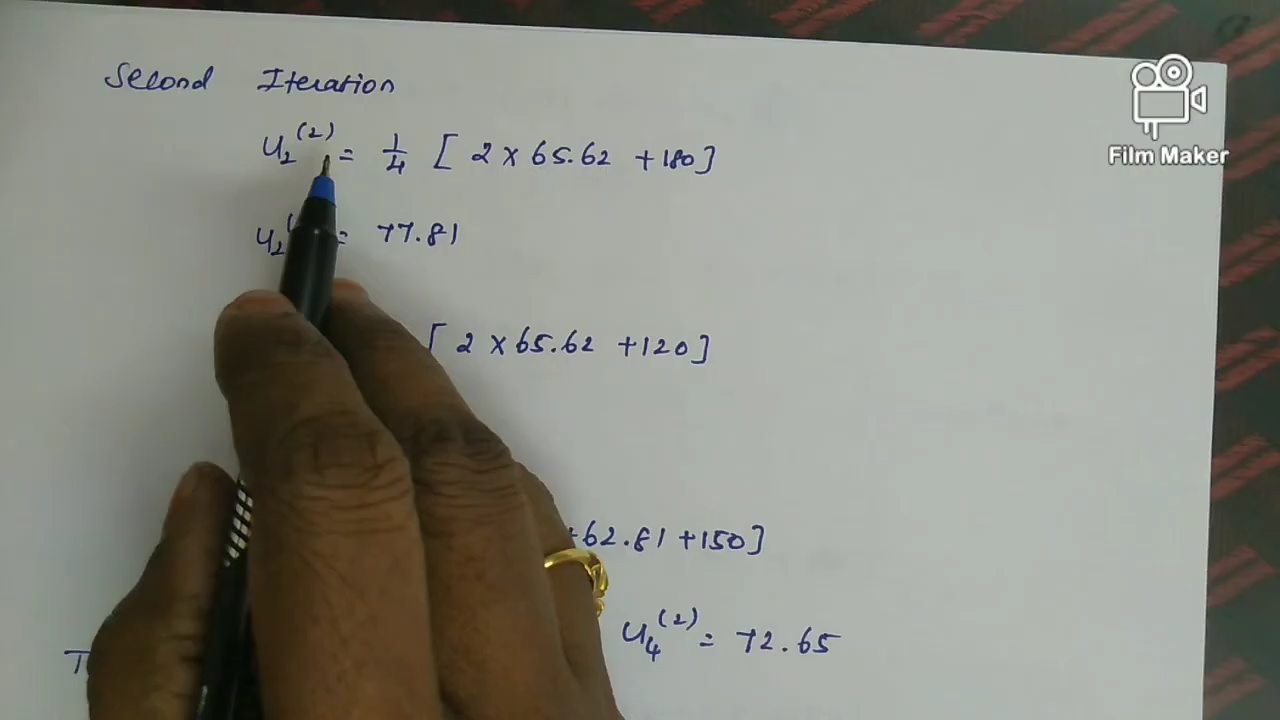 Second Iteration
u₂⁽²⁾ = 1/4 [ 2 × 65.62 + 180]
u₂⁽ = 77.81
[ 2 × 65.62 + 120]
+62.81 + 150]
u₄⁽²⁾ = 72.65
T
Film Maker